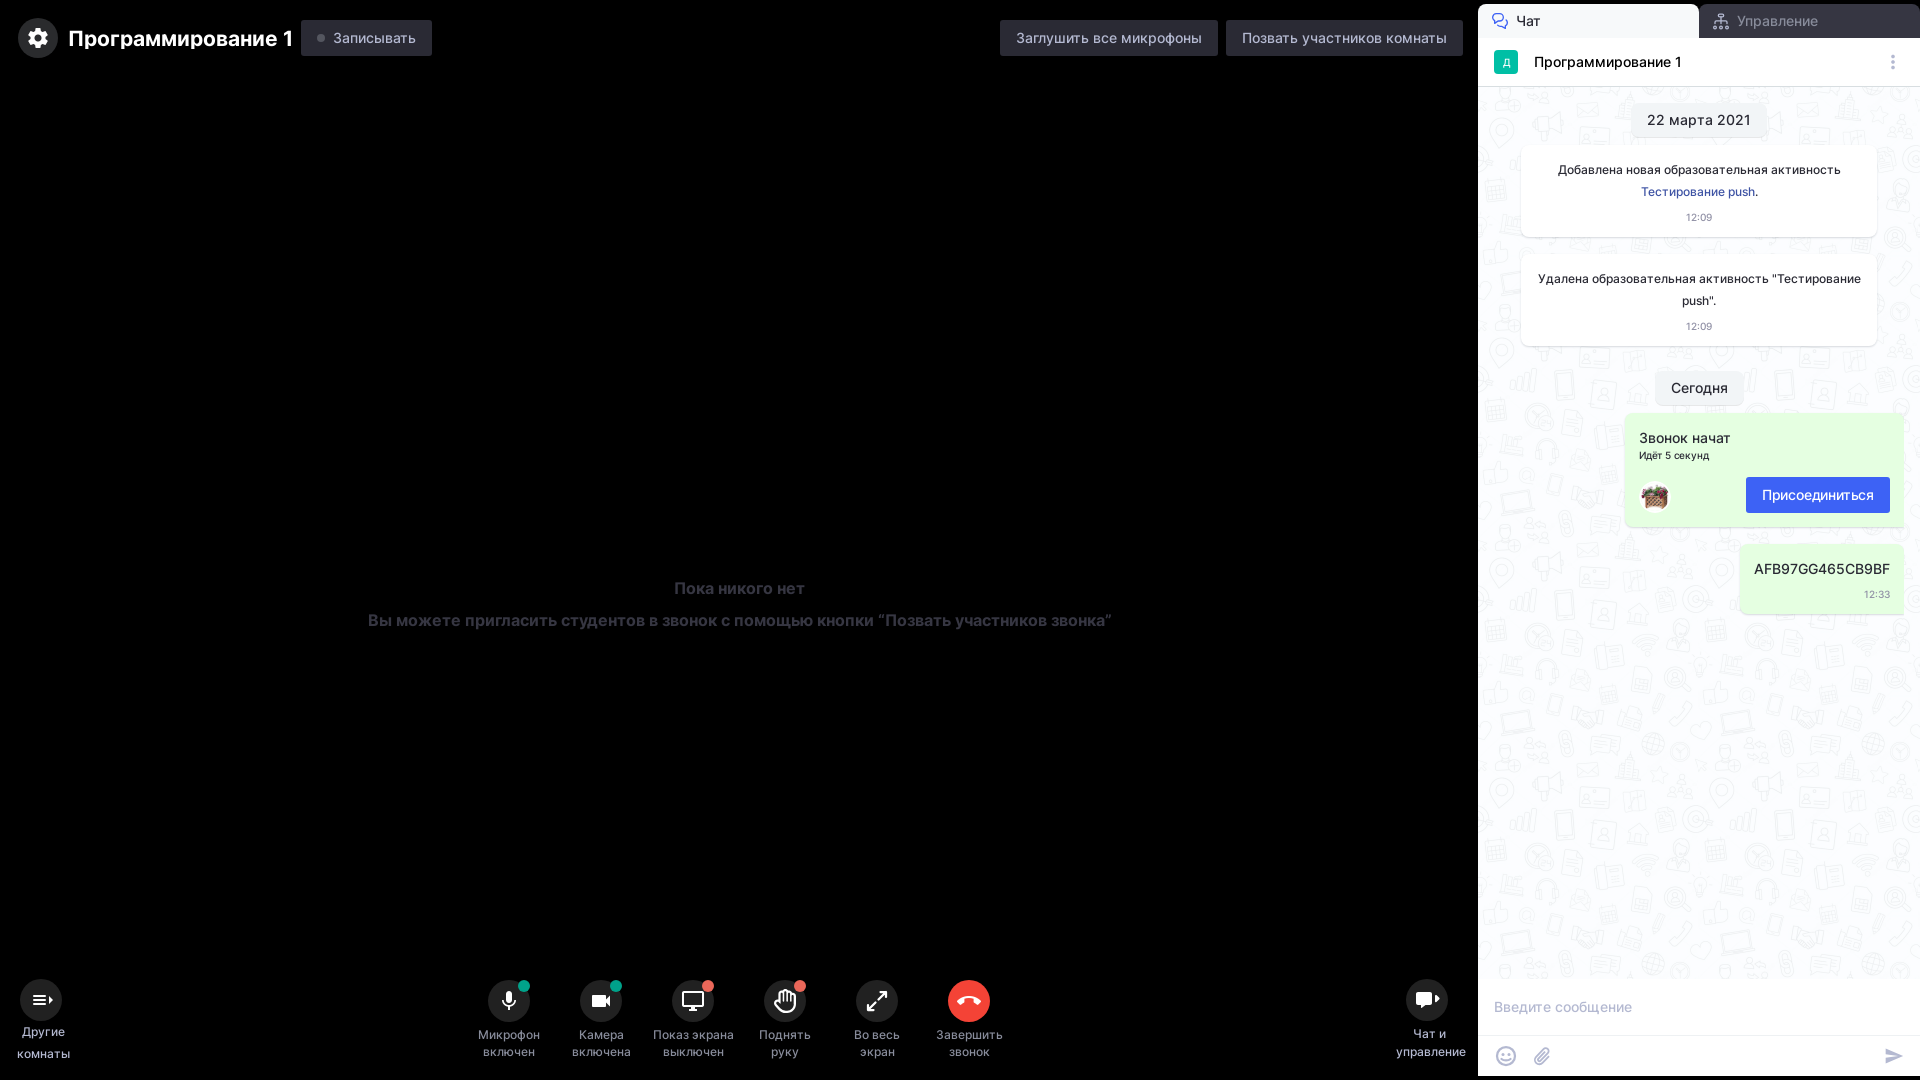 Программирование 1
Записывать
Заглушить все микрофоны
Позвать участников комнаты
Чат
Управление
Д
Программирование 1
22 марта 2021
Добавлена новая образовательная активность
Тестирование push.
12:09
Удалена образовательная активность "Тестирование
push".
12:09
Сегодня
Звонок начат
Идёт 5 секунд
Присоединиться
AFB97GG465CB9BF
12:33
Пока никого нет
Вы можете пригласить студентов в звонок с помощью кнопки “Позвать участников звонка”
Другие
комнаты
Микрофон
включен
Камера
включена
Показ экрана
выключен
Поднять
руку
Во весь
экран
Завершить
звонок
Чат и
управление
Введите сообщение